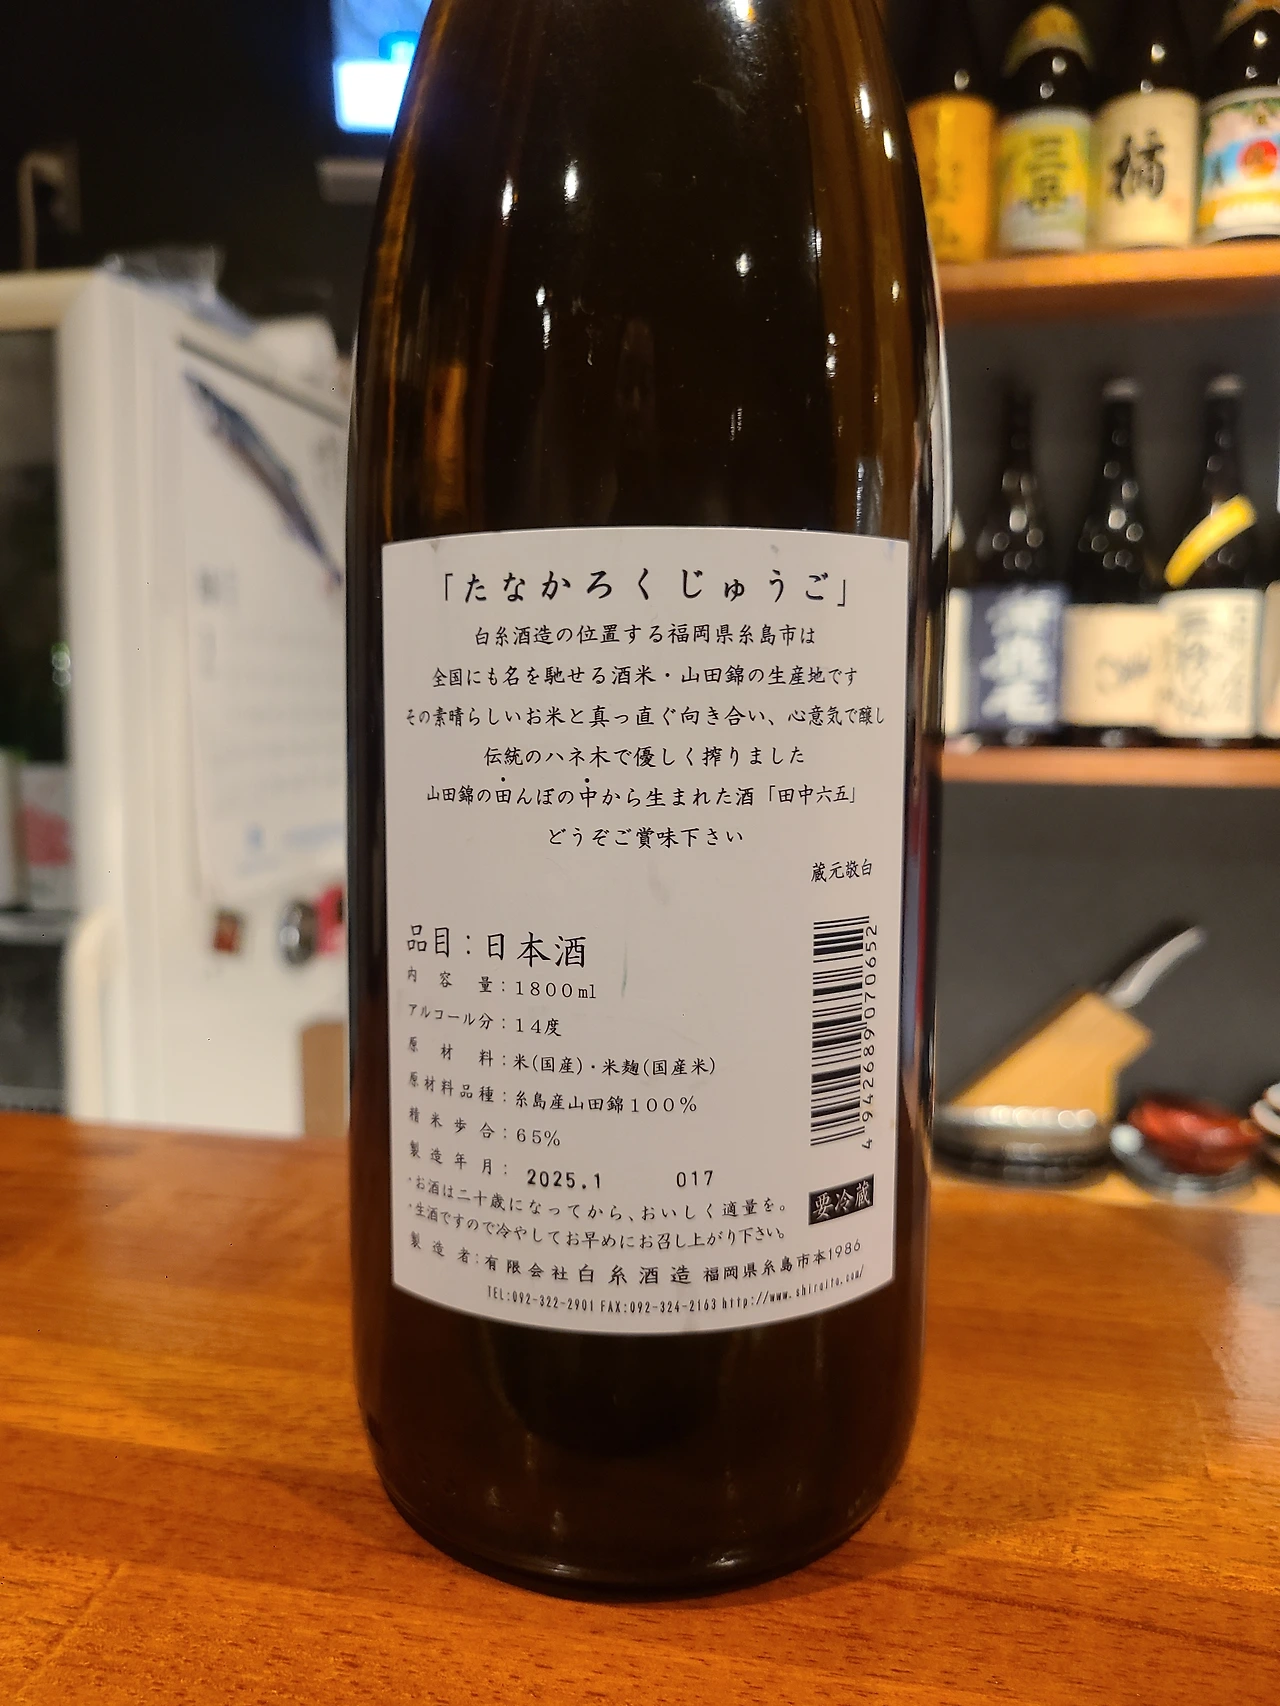 「たなかろくじゅうご」
白糸酒造の位置する福岡県糸島市は
全国にも名を馳せる酒米・山田錦の生産地です
その素晴らしいお米と真っ直ぐ向き合い、心意気で醸し
伝統のハネ木で優しく搾りました
山田錦の田んぼの中から生まれた酒「田中六五」
どうぞご賞味下さい
蔵元敬白
品目：日本酒
内容量：1800ml
アルコール分：14度
原材料：米(国産)・米麹(国産米)
原材料品種：糸島産山田錦100%
精米歩合：65%
製造年月：2025.1 017
・お酒は二十歳になってから、おいしく適量を。
・生酒ですので冷やしてお早めにお召し上がり下さい。
製造者：有限会社白糸酒造 福岡県糸島市本1986
TEL:092-322-2901 FAX:092-324-2163 http://www.shiraito.com/
4942689070652
要冷蔵
橘